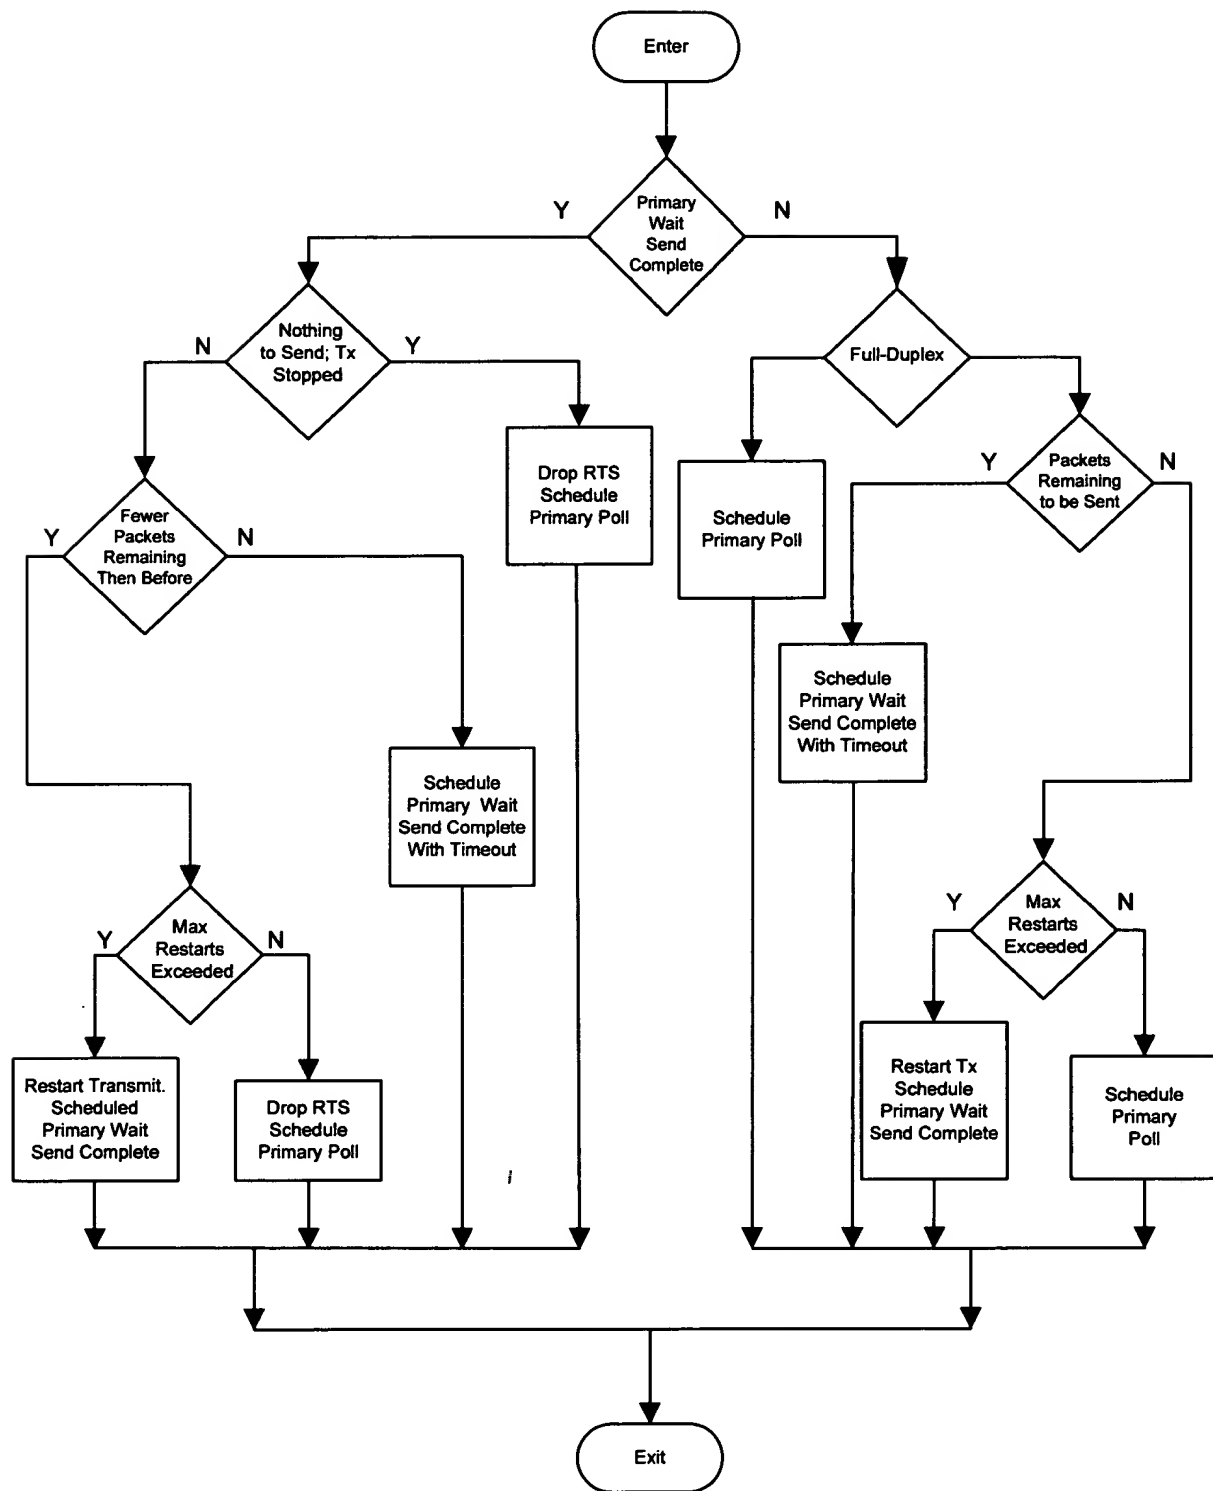 Enter
Primary
Wait
Send
Complete
Y
N
Nothing
to Send; Tx
Stopped
N
Y
Full-Duplex
Drop RTS
Schedule
Primary Poll
Schedule
Primary Poll
Packets
Remaining
to be Sent
Y
N
Fewer
Packets
Remaining
Then Before
Y
N
Schedule
Primary Wait
Send Complete
With Timeout
Schedule
Primary Wait
Send Complete
With Timeout
Max
Restarts
Exceeded
Y
N
Max
Restarts
Exceeded
Y
N
Restart Transmit.
Scheduled
Primary Wait
Send Complete
Drop RTS
Schedule
Primary Poll
Restart Tx
Schedule
Primary Wait
Send Complete
Schedule
Primary
Poll
Exit